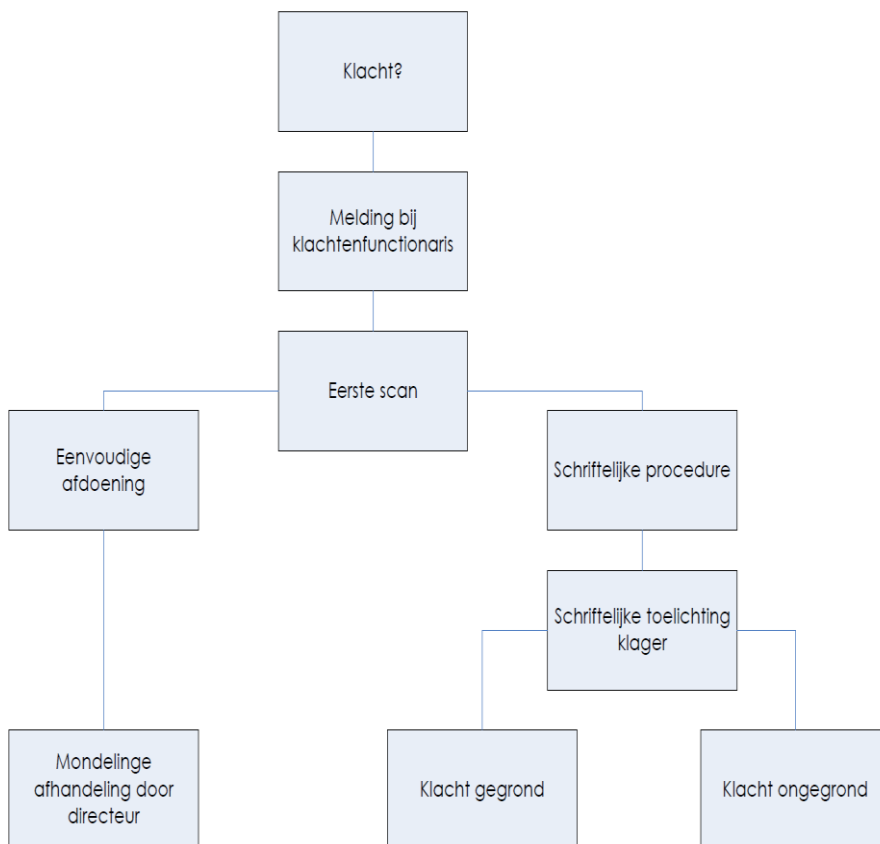 Klacht?
Melding bij
klachtenfunctionaris
Eerste scan
Eenvoudige
afdoening
Schriftelijke procedure
Schriftelijke toelichting
klager
Mondelinge
afhandeling door
directeur
Klacht gegrond
Klacht ongegrond